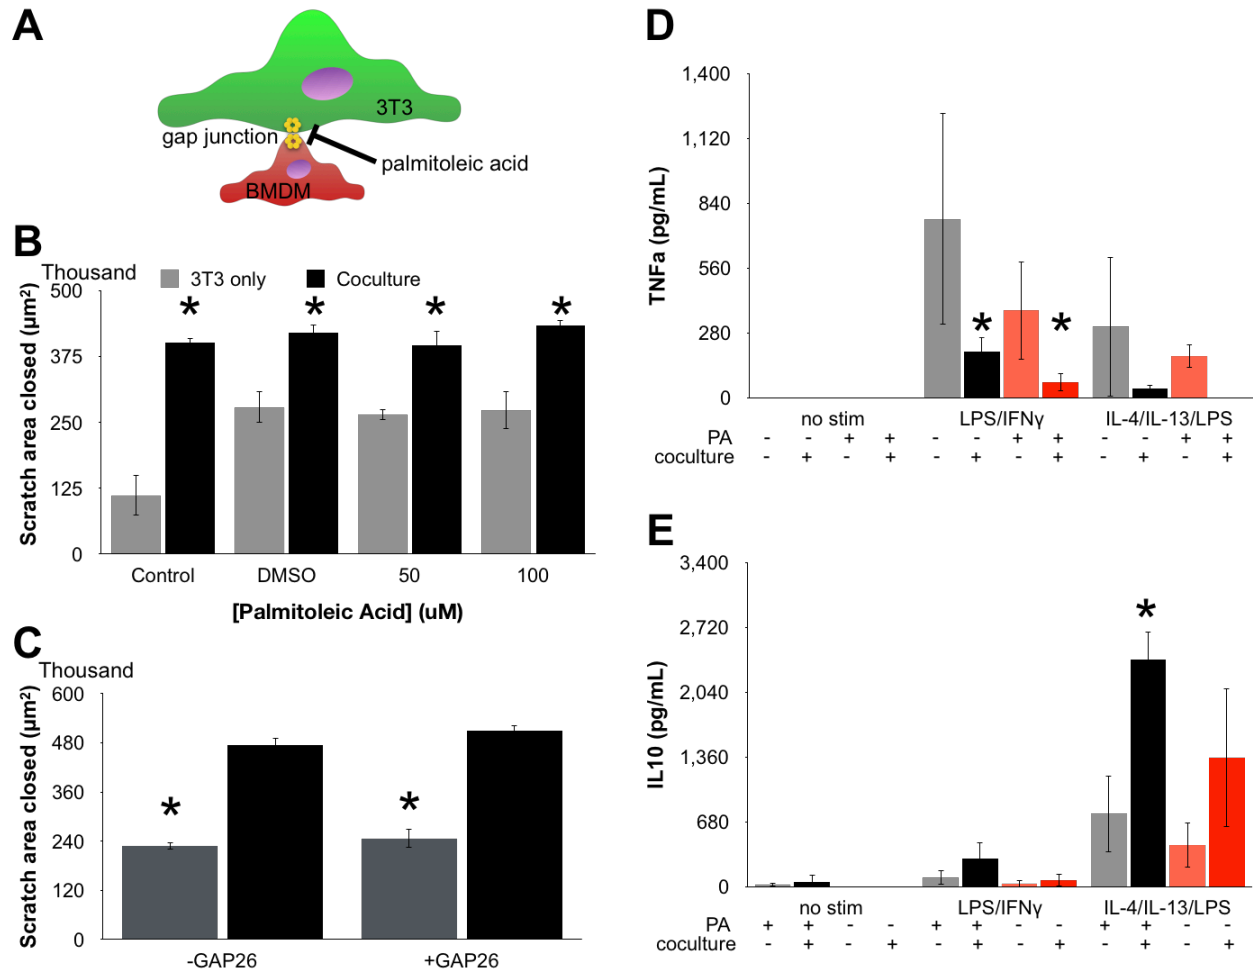 A
3T3
gap junction
palmitoleic acid
BMDM
B
Thousand
3T3 only
Coculture
Scratch area closed (µm²)
500
375
250
125
0
* * * *
Control DMSO 50 100
[Palmitoleic Acid] (uM)
C
Thousand
Scratch area closed (µm²)
600
480
360
240
120
0
* *
-GAP26 +GAP26
D
TNFa (pg/mL)
1,400
1,120
840
560
280
0
* *
no stim LPS/IFNγ IL-4/IL-13/LPS
PA - - + + - - + + - - + +
coculture - + - + - + - + - + - +
E
IL10 (pg/mL)
3,400
2,720
2,040
1,360
680
0
*
no stim LPS/IFNγ IL-4/IL-13/LPS
PA + + - - + + - - + + - -
coculture - + - + - + - + - + - +